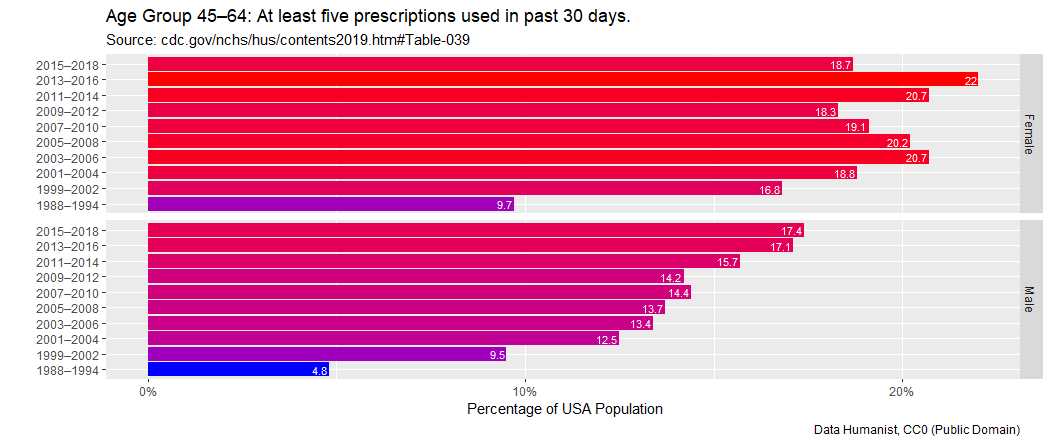 Age Group 45–64: At least five prescriptions used in past 30 days.
Source: cdc.gov/nchs/hus/contents2019.htm#Table-039
2015–2018 18.7
2013–2016 22
2011–2014 20.7
2009–2012 18.3
2007–2010 19.1
2005–2008 20.2
2003–2006 20.7
2001–2004 18.8
1999–2002 16.8
1988–1994 9.7
Female
2015–2018 17.4
2013–2016 17.1
2011–2014 15.7
2009–2012 14.2
2007–2010 14.4
2005–2008 13.7
2003–2006 13.4
2001–2004 12.5
1999–2002 9.5
1988–1994 4.8
Male
0% 10% 20%
Percentage of USA Population
Data Humanist, CC0 (Public Domain)